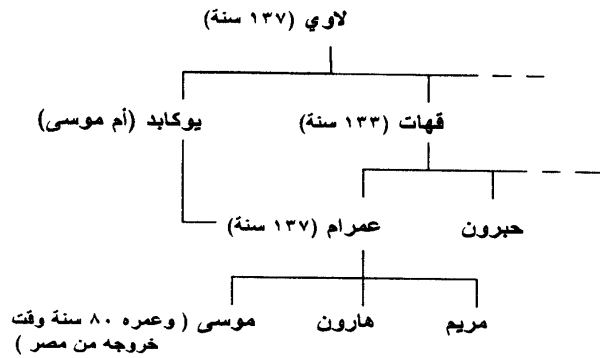 لاوي (١٣٧ سنة)
قهات (١٣٣ سنة)
يوكابد (أم موسى)
حبرون
عمرام (١٣٧ سنة)
مريم
هارون
موسى ( وعمره ٨٠ سنة وقت
خروجه من مصر )